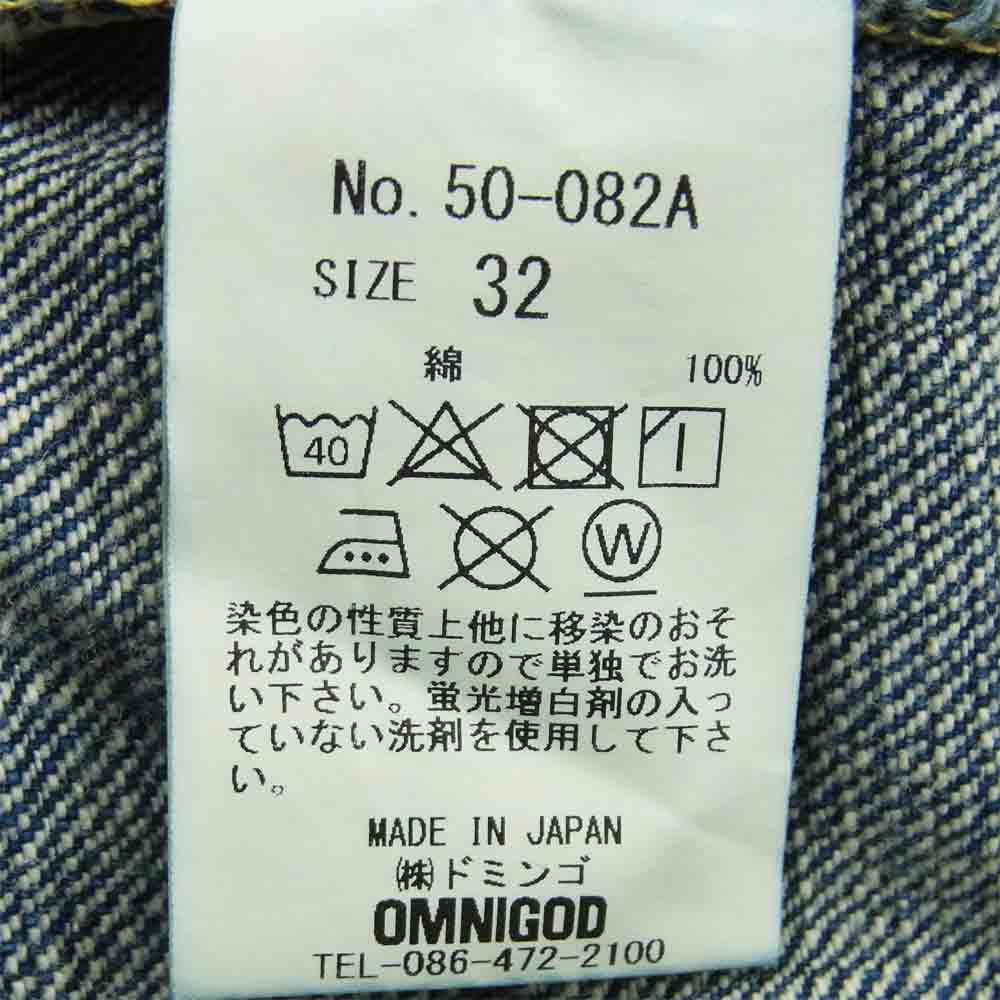 No. 50-082A
SIZE 32
綿 100%
40
W
染色の性質上他に移染のおそ
れがありますので単独でお洗
い下さい。蛍光増白剤の入っ
ていない洗剤を使用して下さ
い。
MADE IN JAPAN
㈱ドミンゴ
OMNIGOD
TEL-086-472-2100